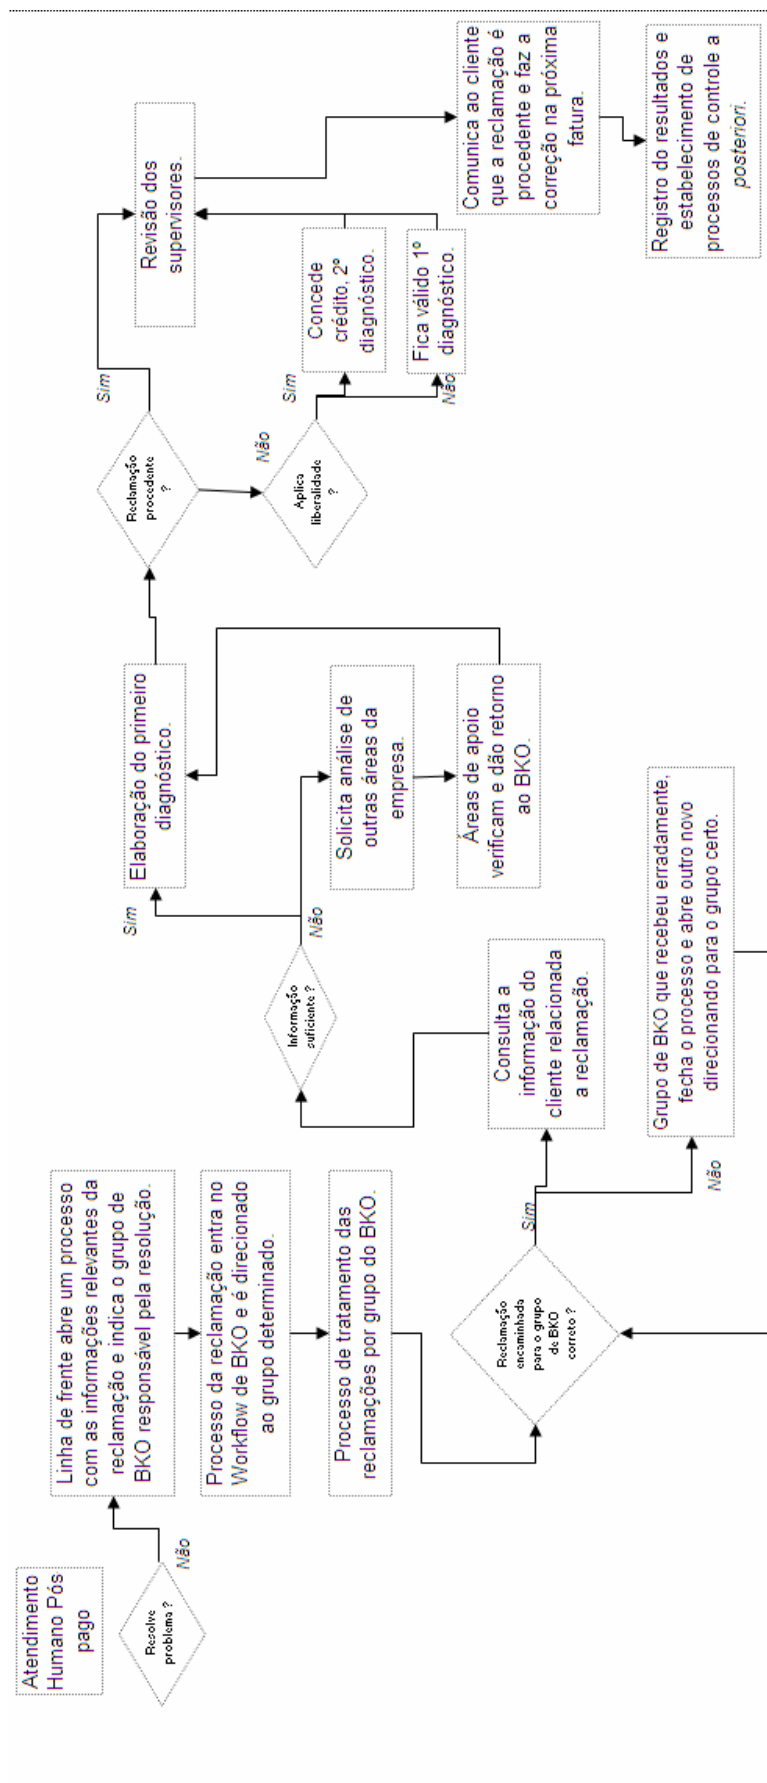 Atendimento
Humano Pós
pago
Resolve
problema ?
Não
Linha de frente abre um processo
com as informações relevantes da
reclamação e indica o grupo de
BKO responsável pela resolução.
Processo da reclamação entra no
Workflow de BKO e é direcionado
ao grupo determinado.
Processo de tratamento das
reclamações por grupo do BKO.
Reclamação
encaminhada
para o grupo
de BKO
correto ?
Sim
Não
Consulta a
informação do
cliente relacionada
a reclamação.
Grupo de BKO que recebeu erradamente,
fecha o processo e abre outro novo
direcionando para o grupo certo.
Informação
suficiente ?
Sim
Não
Elaboração do primeiro
diagnóstico.
Solicita análise de
outras áreas da
empresa.
Áreas de apoio
verificam e dão retorno
ao BKO.
Reclamação
procedente
?
Sim
Não
Aplica
liberalidade
?
Sim
Não
Revisão dos
supervisores.
Concede
crédito, 2º
diagnóstico.
Fica válido 1º
diagnóstico.
Comunica ao cliente
que a reclamação é
procedente e faz a
correção na próxima
fatura.
Registro do resultados e
estabelecimento de
processos de controle a
posteriori.